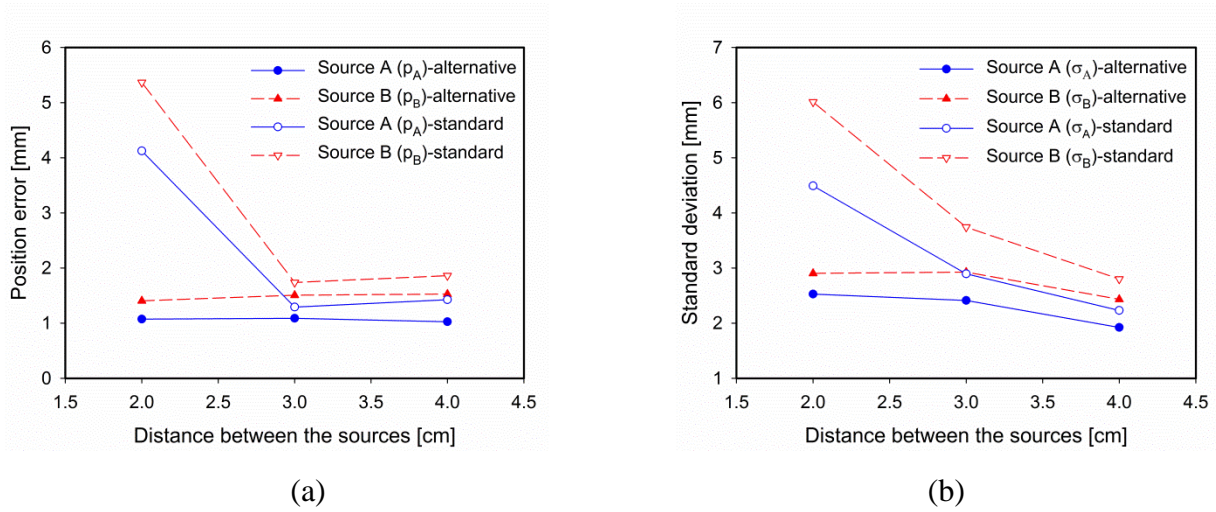 6
5
4
3
2
1
0
Position error [mm]
Source A (pA)-alternative
Source B (pB)-alternative
Source A (pA)-standard
Source B (pB)-standard
1.5 2.0 2.5 3.0 3.5 4.0 4.5
Distance between the sources [cm]
(a)
7
6
5
4
3
2
1
Standard deviation [mm]
Source A (σA)-alternative
Source B (σB)-alternative
Source A (σA)-standard
Source B (σB)-standard
1.5 2.0 2.5 3.0 3.5 4.0 4.5
Distance between the sources [cm]
(b)